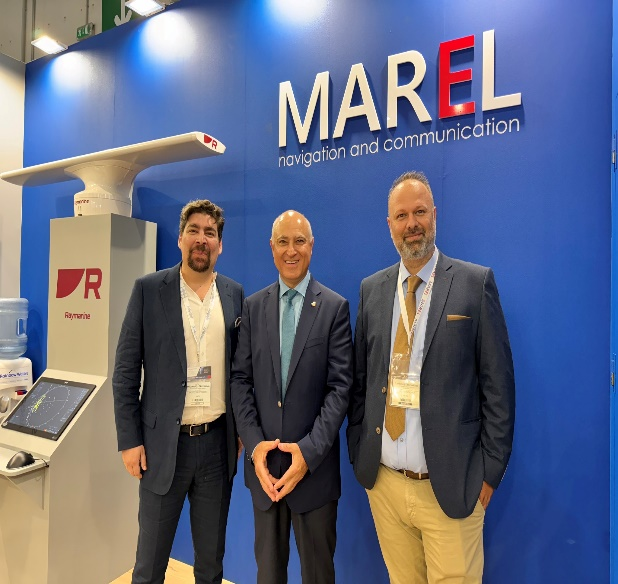 MAREL
navigation and communication
R
R
Raymarine